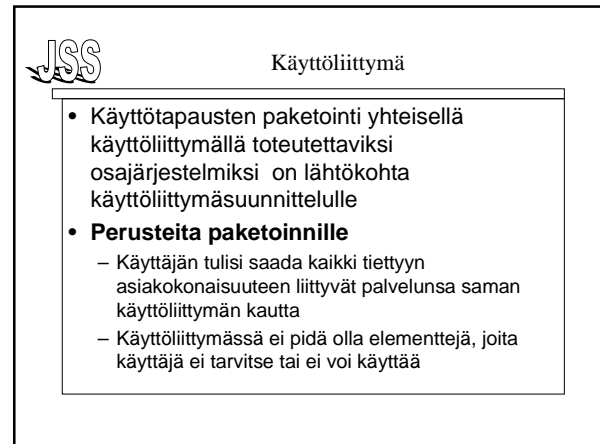 JSS
Käyttöliittymä
• Käyttötapausten paketointi yhteisellä
käyttöliittymällä toteutettaviksi
osajärjestelmiksi on lähtökohta
käyttöliittymäsuunnittelulle
• Perusteita paketoinnille
– Käyttäjän tulisi saada kaikki tiettyyn
asiakokonaisuuteen liittyvät palvelunsa saman
käyttöliittymän kautta
– Käyttöliittymässä ei pidä olla elementtejä, joita
käyttäjä ei tarvitse tai ei voi käyttää